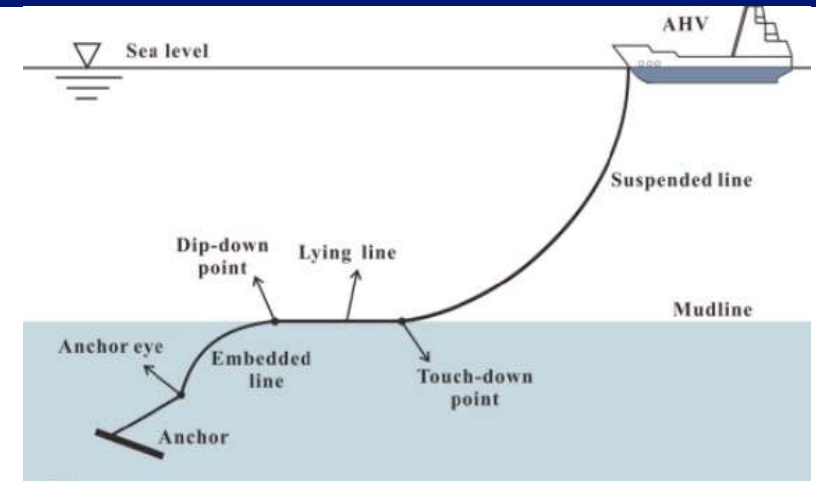 AHV
Sea level
Suspended line
Dip-down
point
Lying line
Mudline
Anchor eye
Embedded
line
Touch-down
point
Anchor